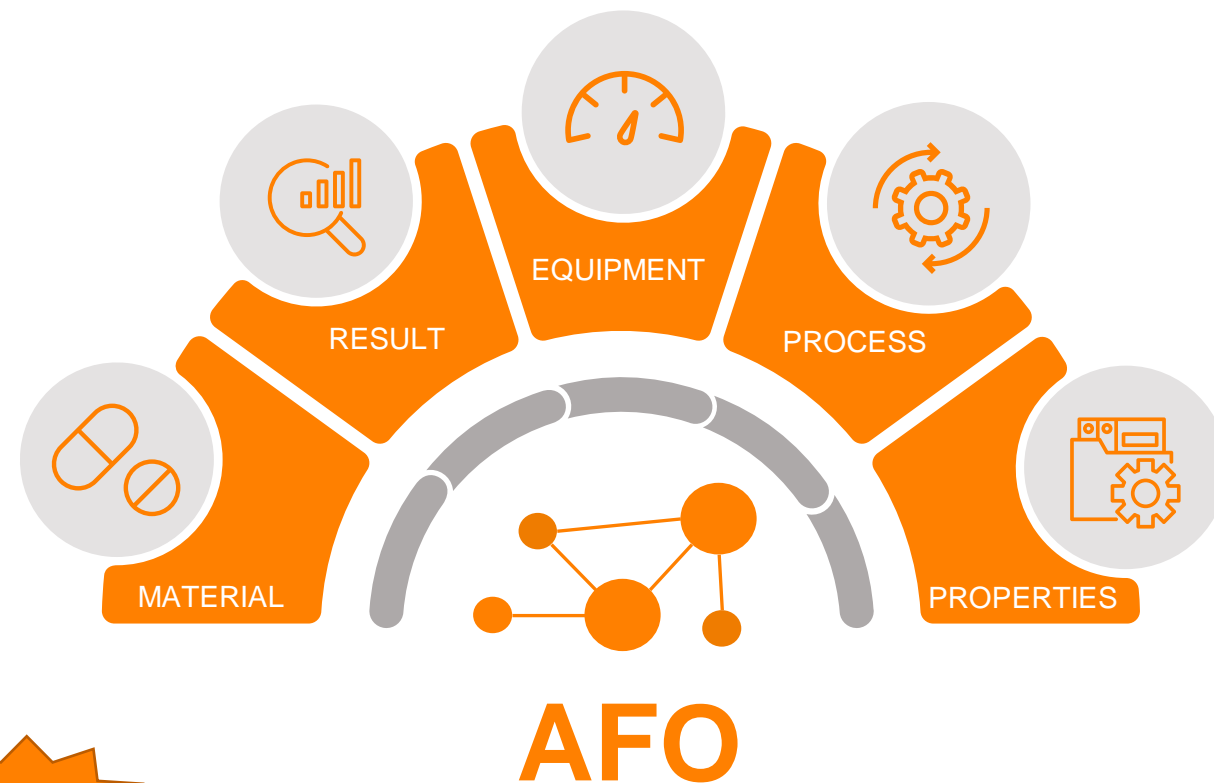 MATERIAL
RESULT
EQUIPMENT
PROCESS
PROPERTIES
AFO